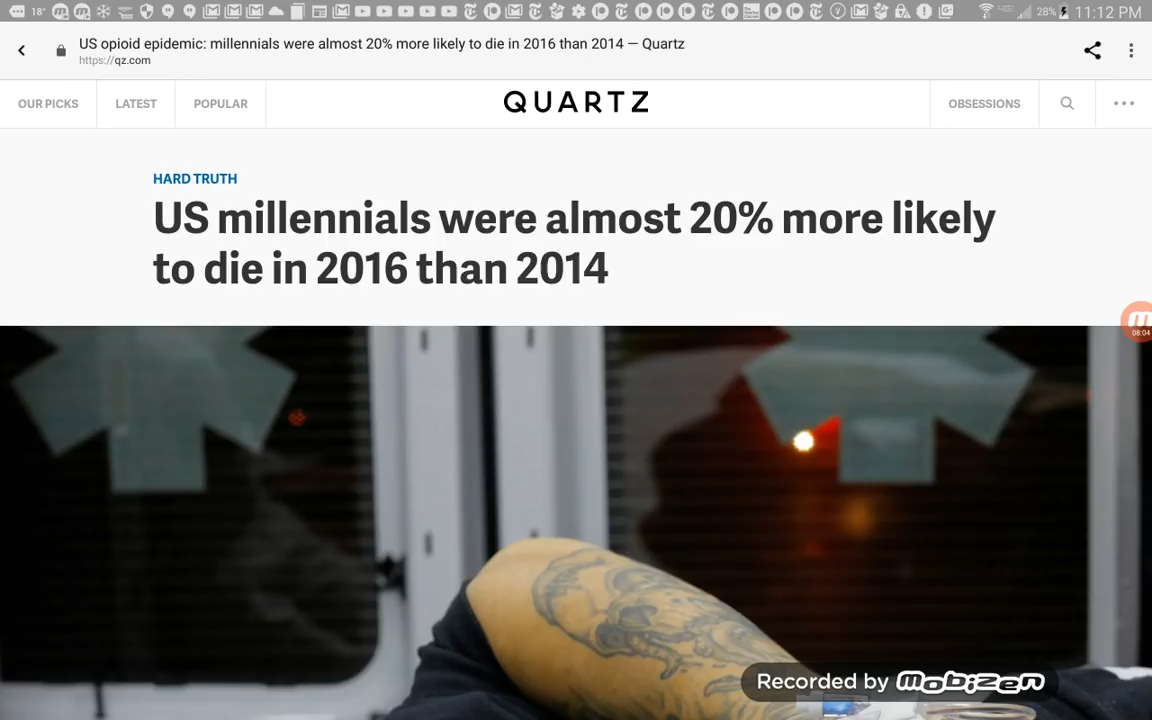 18°
28%
11:12 PM
US opioid epidemic: millennials were almost 20% more likely to die in 2016 than 2014 — Quartz
https://qz.com
OUR PICKS
LATEST
POPULAR
QUARTZ
OBSESSIONS
HARD TRUTH
US millennials were almost 20% more likely
to die in 2016 than 2014
08:04
Recorded by mobizen